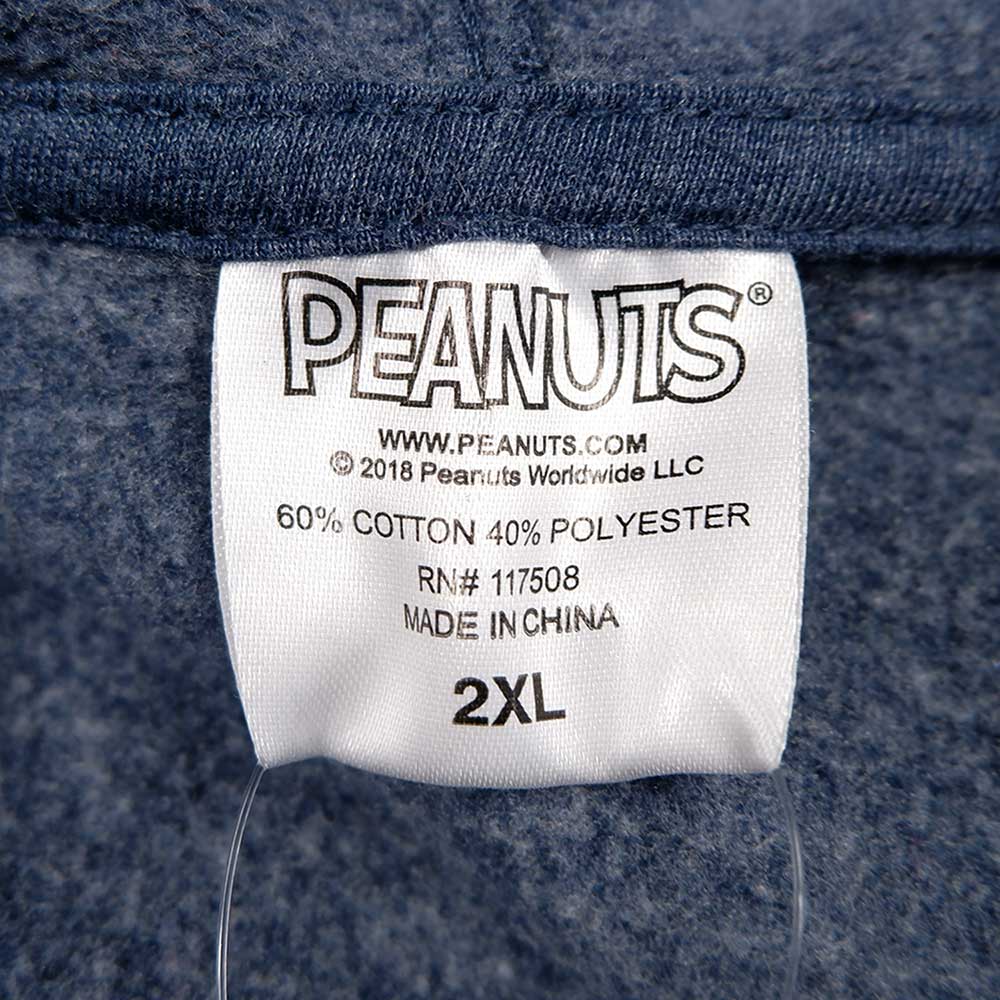 PEANUTS®
WWW.PEANUTS.COM
© 2018 Peanuts Worldwide LLC
60% COTTON 40% POLYESTER
RN# 117508
MADE IN CHINA
2XL